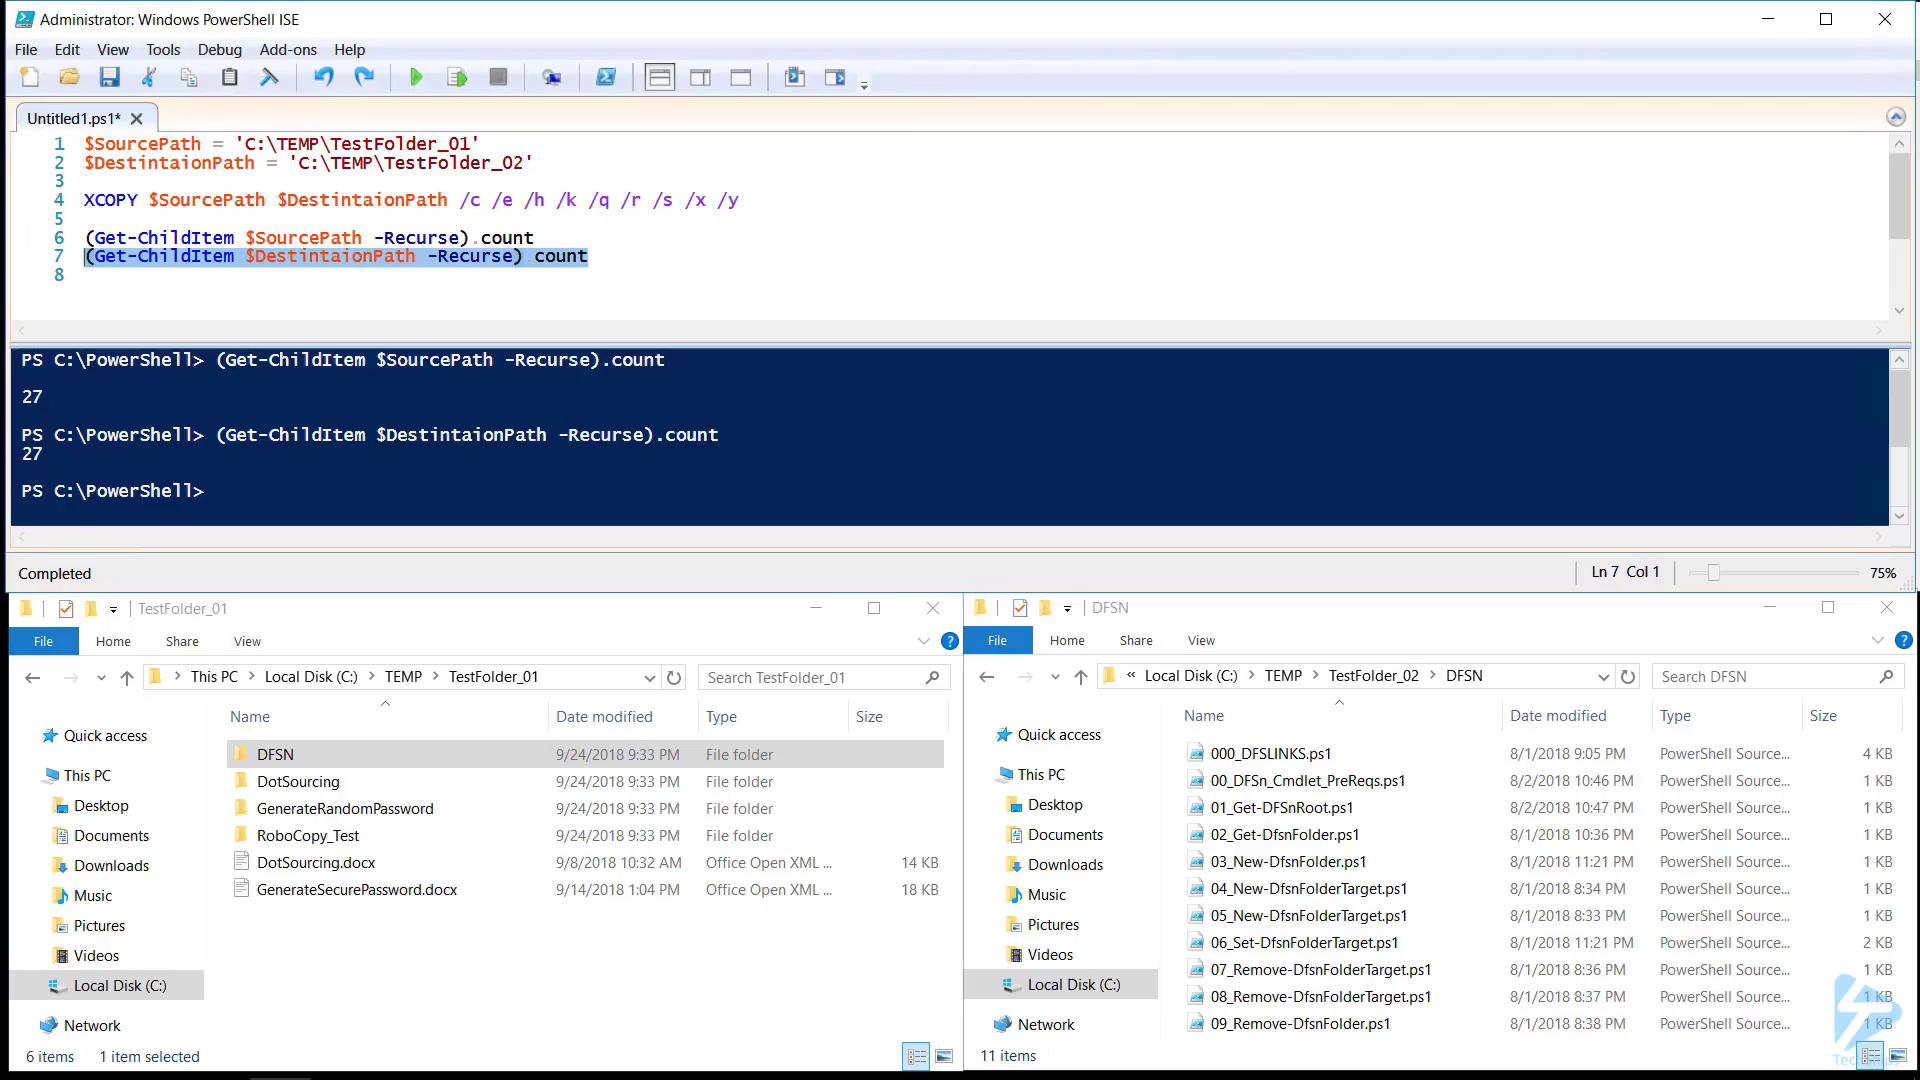 Administrator: Windows PowerShell ISE
File Edit View Tools Debug Add-ons Help
Untitled1.ps1*
1 $SourcePath = 'C:\TEMP\TestFolder_01'
2 $DestintaionPath = 'C:\TEMP\TestFolder_02'
3
4 XCOPY $SourcePath $DestintaionPath /c /e /h /k /q /r /s /x /y
5
6 (Get-ChildItem $SourcePath -Recurse).count
7 (Get-ChildItem $DestintaionPath -Recurse).count
8
PS C:\PowerShell> (Get-ChildItem $SourcePath -Recurse).count
27
PS C:\PowerShell> (Get-ChildItem $DestintaionPath -Recurse).count
27
PS C:\PowerShell>
Completed
Ln 7 Col 1
75%
TestFolder_01
File Home Share View
This PC Local Disk (C:) TEMP TestFolder_01
Search TestFolder_01
Name Date modified Type Size
Quick access
This PC
Desktop
Documents
Downloads
Music
Pictures
Videos
Local Disk (C:)
Network
DFSN 9/24/2018 9:33 PM File folder
DotSourcing 9/24/2018 9:33 PM File folder
GenerateRandomPassword 9/24/2018 9:33 PM File folder
RoboCopy_Test 9/24/2018 9:33 PM File folder
DotSourcing.docx 9/8/2018 10:32 AM Office Open XML ... 14 KB
GenerateSecurePassword.docx 9/14/2018 1:04 PM Office Open XML ... 18 KB
6 items 1 item selected
DFSN
File Home Share View
« Local Disk (C:) TEMP TestFolder_02 DFSN
Search DFSN
Name Date modified Type Size
Quick access
This PC
Desktop
Documents
Downloads
Music
Pictures
Videos
Local Disk (C:)
Network
000_DFSLINKS.ps1 8/1/2018 9:05 PM PowerShell Source... 4 KB
00_DFSn_Cmdlet_PreReqs.ps1 8/2/2018 10:46 PM PowerShell Source... 1 KB
01_Get-DFSnRoot.ps1 8/2/2018 10:47 PM PowerShell Source... 1 KB
02_Get-DfsnFolder.ps1 8/1/2018 10:36 PM PowerShell Source... 1 KB
03_New-DfsnFolder.ps1 8/1/2018 11:21 PM PowerShell Source... 1 KB
04_New-DfsnFolderTarget.ps1 8/1/2018 8:34 PM PowerShell Source... 1 KB
05_New-DfsnFolderTarget.ps1 8/1/2018 8:33 PM PowerShell Source... 1 KB
06_Set-DfsnFolderTarget.ps1 8/1/2018 11:21 PM PowerShell Source... 2 KB
07_Remove-DfsnFolderTarget.ps1 8/1/2018 8:36 PM PowerShell Source... 1 KB
08_Remove-DfsnFolderTarget.ps1 8/1/2018 8:37 PM PowerShell Source... 1 KB
09_Remove-DfsnFolder.ps1 8/1/2018 8:38 PM PowerShell Source... 1 KB
11 items